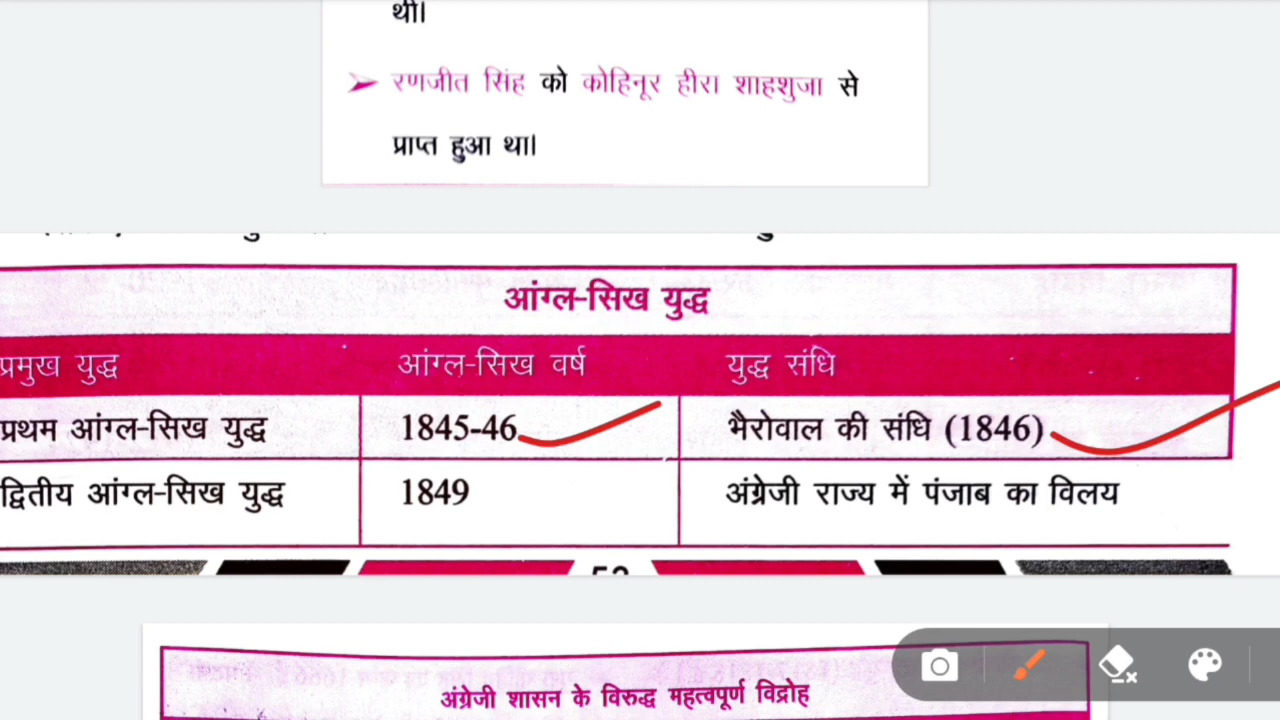 थी।
➤ रणजीत सिंह को कोहिनूर हीरा शाहशुजा से
प्राप्त हुआ था।
आंग्ल-सिख युद्ध
प्रमुख युद्ध आंग्ल-सिख वर्ष युद्ध संधि
प्रथम आंग्ल-सिख युद्ध 1845-46 भैरोवाल की संधि (1846)
द्वितीय आंग्ल-सिख युद्ध 1849 अंग्रेजी राज्य में पंजाब का विलय
अंग्रेजी शासन के विरुद्ध महत्वपूर्ण विद्रोह